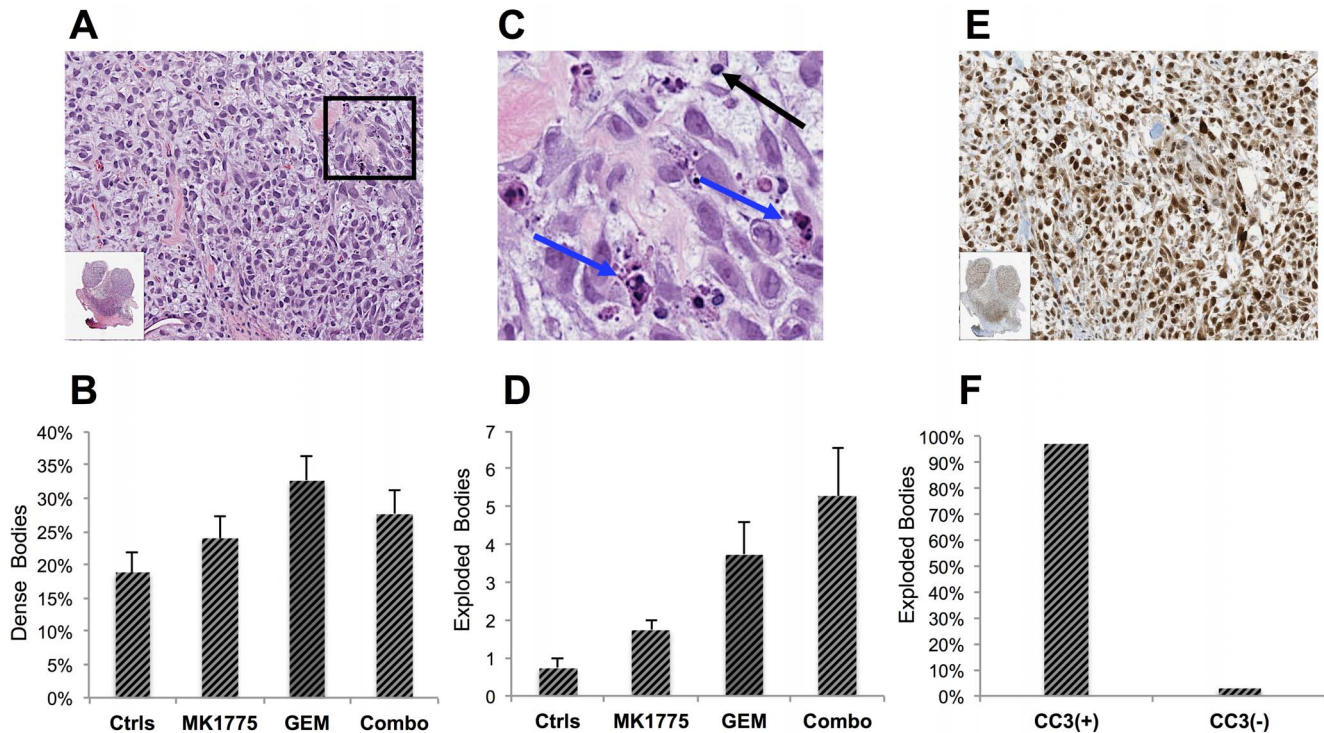 A
C
E
B
Dense Bodies
40%
35%
30%
25%
20%
15%
10%
5%
0%
Ctrls MK1775 GEM Combo
D
Exploded Bodies
7
6
5
4
3
2
1
0
Ctrls MK1775 GEM Combo
F
Exploded Bodies
100%
90%
80%
70%
60%
50%
40%
30%
20%
10%
0%
CC3(+) CC3(-)